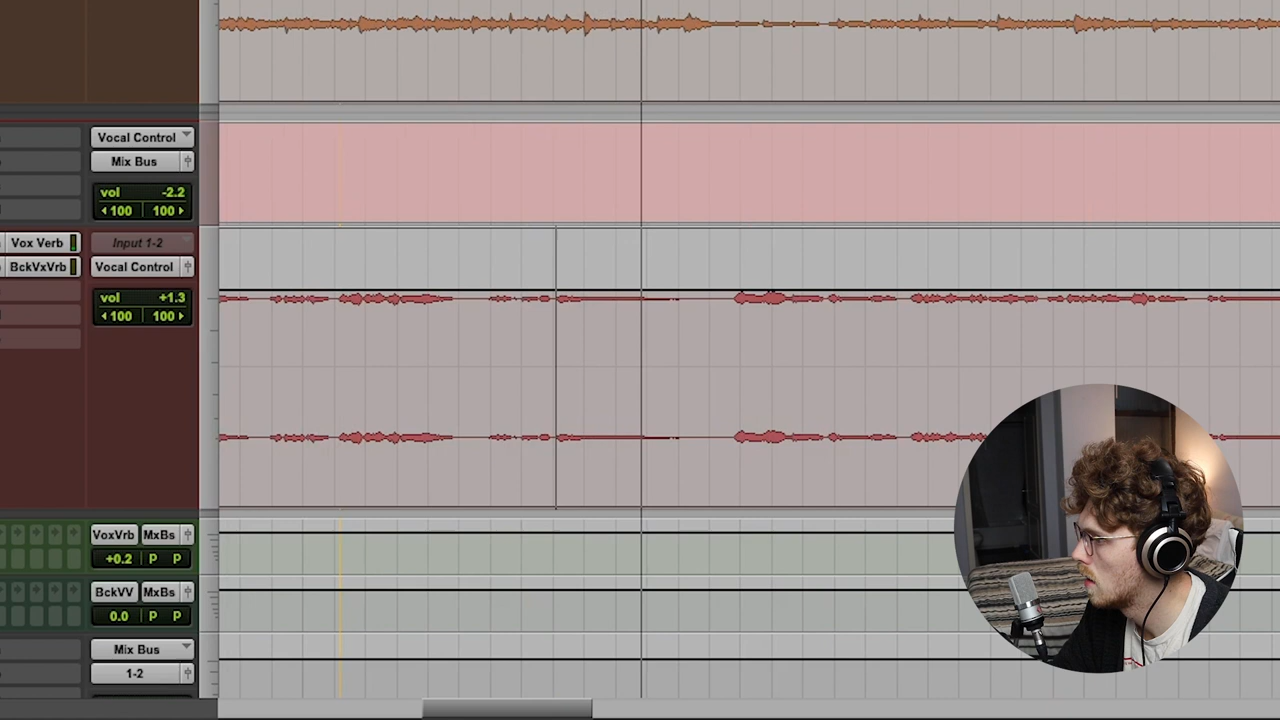 Vocal Control
Mix Bus
vol -2.2
100 100
Vox Verb Input 1-2
BckVxVrb Vocal Control
vol +1.3
100 100
VoxVrb MxBs
+0.2 P P
BckVV MxBs
0.0 P P
Mix Bus
1-2